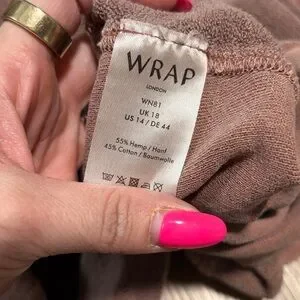 WRAP
LONDON
WN81
UK 18
US 14 / DE 44
55% Hemp / Hanf
45% Cotton / Baumwolle